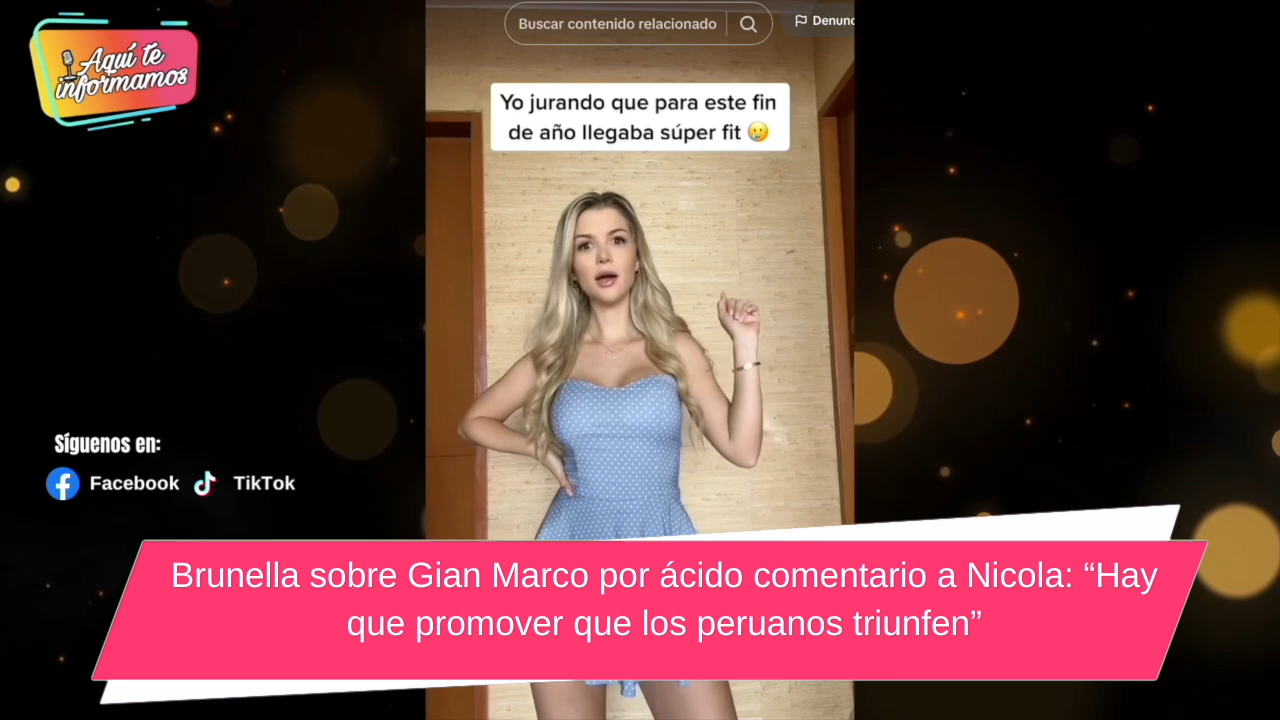 Buscar contenido relacionado
Denunc
Aquí te
informamos
Yo jurando que para este fin
de año llegaba súper fit 🥲
Síguenos en:
Facebook
TikTok
Brunella sobre Gian Marco por ácido comentario a Nicola: “Hay
que promover que los peruanos triunfen”